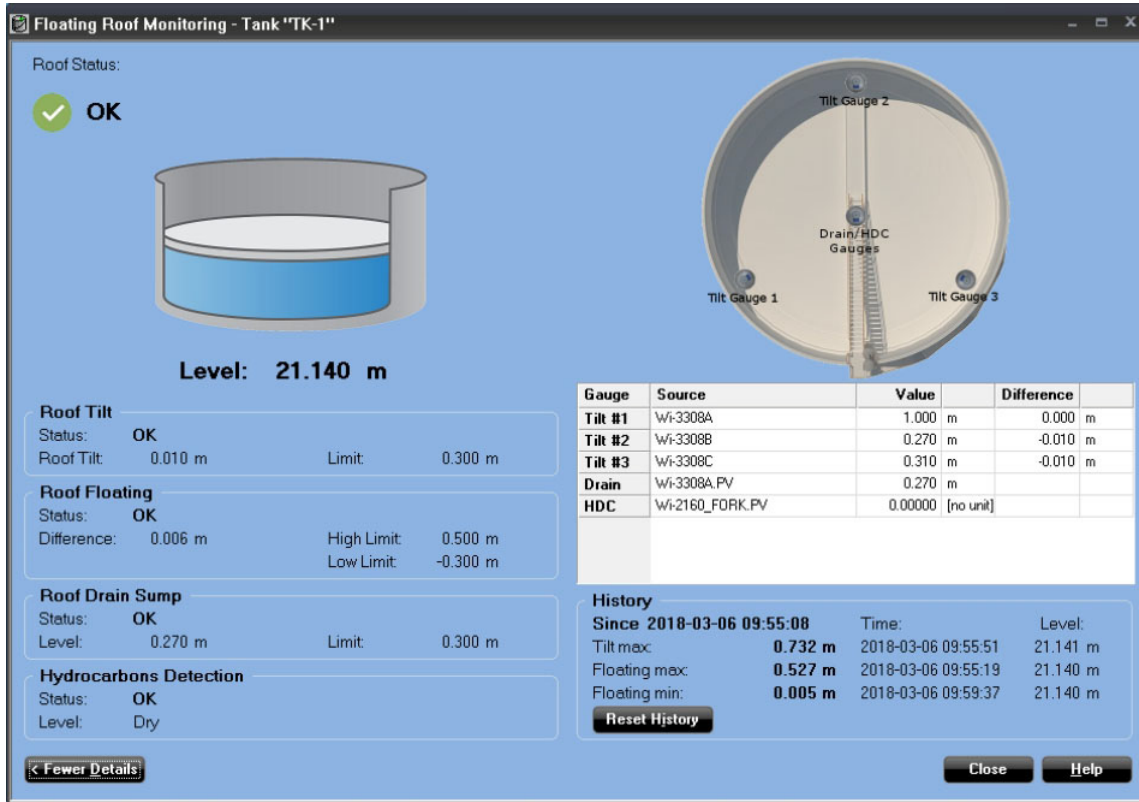 Floating Roof Monitoring - Tank "TK-1"
Roof Status:
OK
Level: 21.140 m
Tilt Gauge 2
Drain/HDC
Gauges
Tilt Gauge 1
Tilt Gauge 3
Roof Tilt
Status: OK
Roof Tilt: 0.010 m Limit: 0.300 m
Roof Floating
Status: OK
Difference: 0.006 m High Limit: 0.500 m
Low Limit: -0.300 m
Roof Drain Sump
Status: OK
Level: 0.270 m Limit: 0.300 m
Hydrocarbons Detection
Status: OK
Level: Dry
< Fewer Details
Gauge Source Value Difference
Tilt #1 Wi-3308A 1.000 m 0.000 m
Tilt #2 Wi-3308B 0.270 m -0.010 m
Tilt #3 Wi-3308C 0.310 m -0.010 m
Drain Wi-3308A.PV 0.270 m
HDC Wi-2160_FORK.PV 0.00000 [no unit]
History
Since 2018-03-06 09:55:08 Time: Level:
Tilt max: 0.732 m 2018-03-06 09:55:51 21.141 m
Floating max: 0.527 m 2018-03-06 09:55:19 21.140 m
Floating min: 0.005 m 2018-03-06 09:59:37 21.140 m
Reset History
Close Help